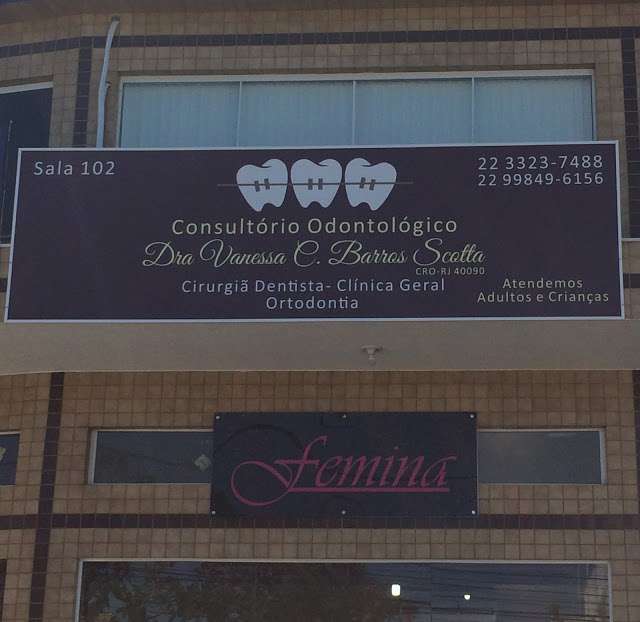 Sala 102
22 3323-7488
22 99849-6156
Consultório Odontológico
Dra Vanessa C. Barros Scotta
CRO-RJ 40090
Cirurgiã Dentista- Clínica Geral
Ortodontia
Atendemos
Adultos e Crianças
Femina